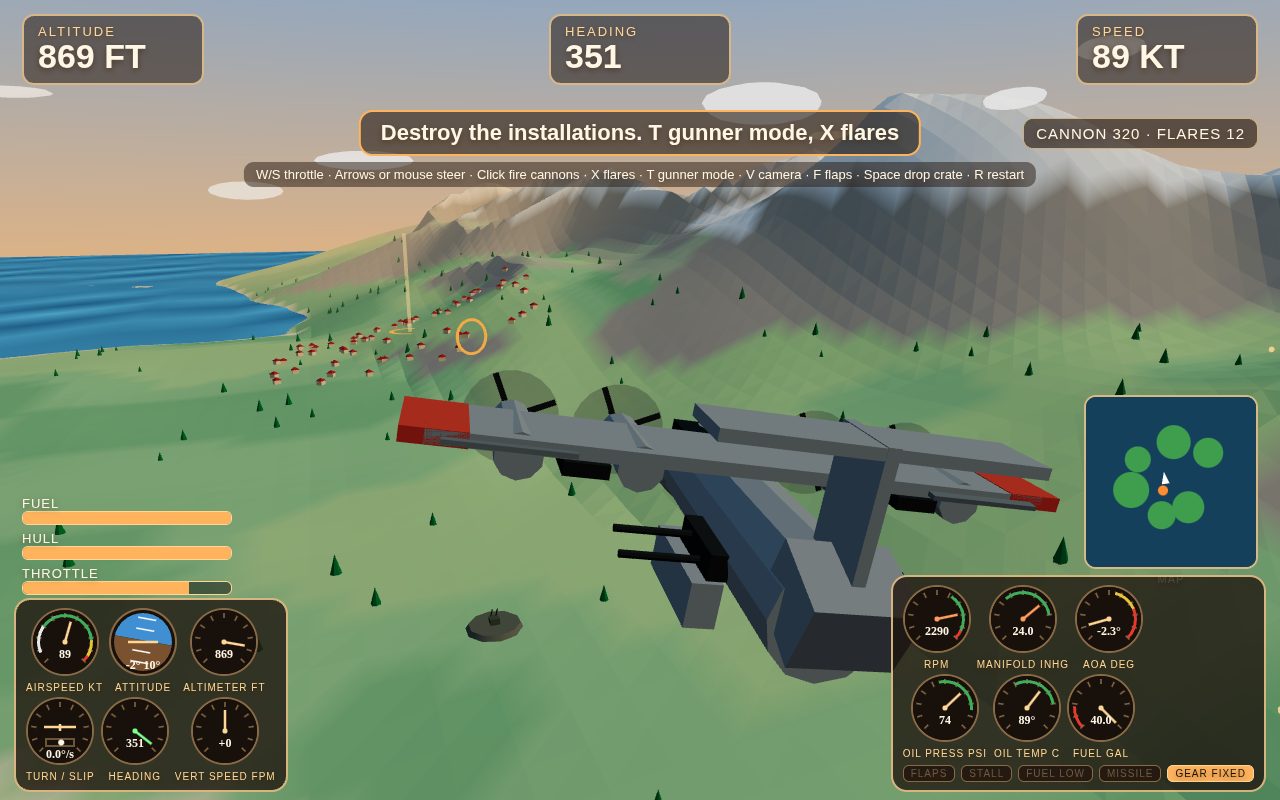 ALTITUDE
869 FT
HEADING
351
SPEED
89 KT
Destroy the installations. T gunner mode, X flares
CANNON 320 · FLARES 12
W/S throttle · Arrows or mouse steer · Click fire cannons · X flares · T gunner mode · V camera · F flaps · Space drop crate · R restart
FUEL
HULL
THROTTLE
MAP
89
-2° 10°
869
AIRSPEED KT
ATTITUDE
ALTIMETER FT
0.0°/s
351
+0
TURN / SLIP
HEADING
VERT SPEED FPM
2290
24.0
-2.3°
RPM
MANIFOLD INHG
AOA DEG
74
89°
40.0
OIL PRESS PSI
OIL TEMP C
FUEL GAL
FLAPS
STALL
FUEL LOW
MISSILE
GEAR FIXED